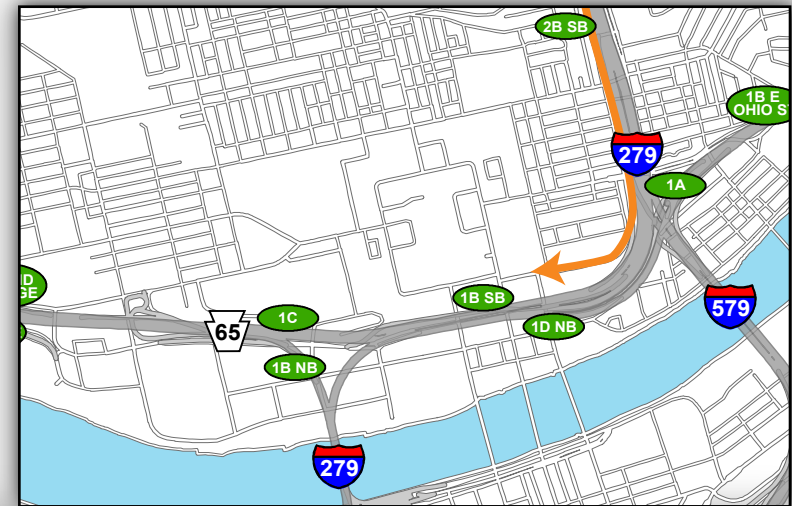 2B SB
1B E
OHIO ST
279
1A
1B SB
579
1C
65
1D NB
1B NB
279